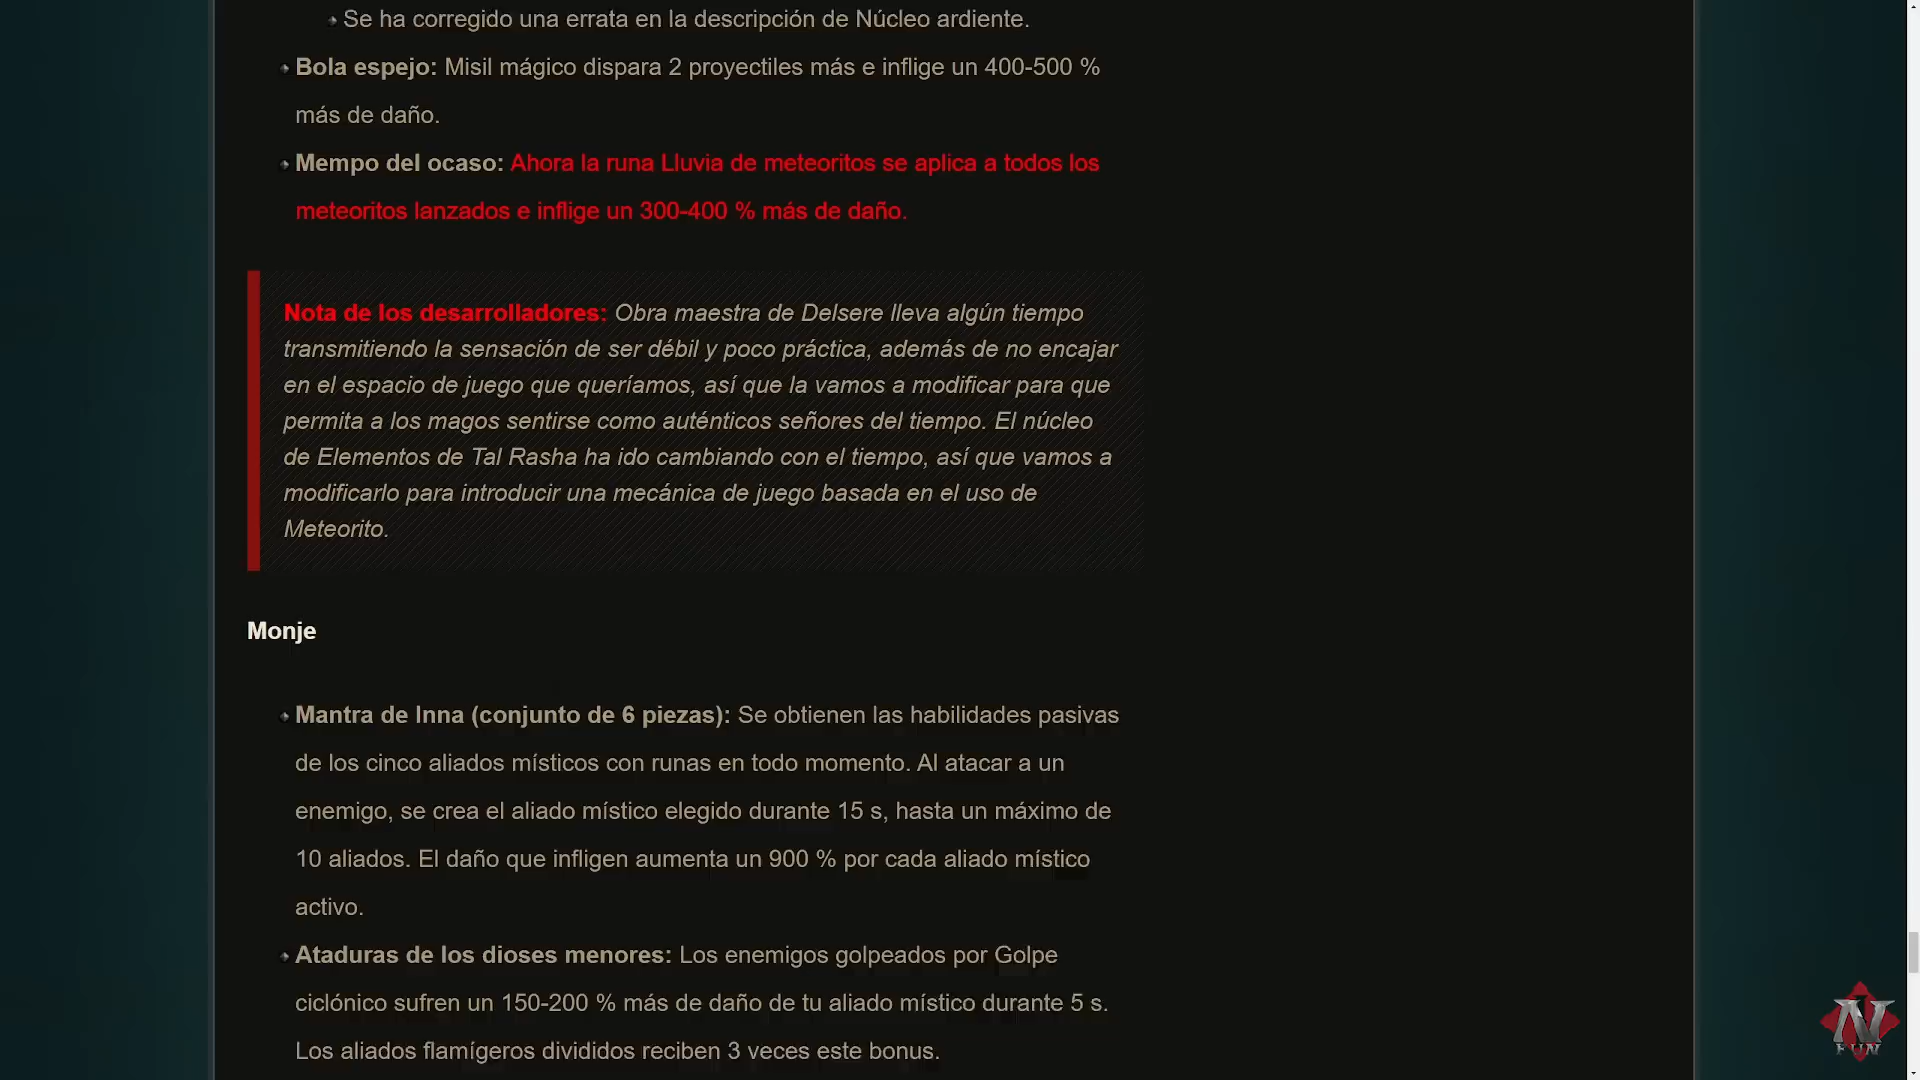 Se ha corregido una errata en la descripción de Núcleo ardiente.
Bola espejo: Misil mágico dispara 2 proyectiles más e inflige un 400-500 %
más de daño.
Mempo del ocaso: Ahora la runa Lluvia de meteoritos se aplica a todos los
meteoritos lanzados e inflige un 300-400 % más de daño.
Nota de los desarrolladores: Obra maestra de Delsere lleva algún tiempo
transmitiendo la sensación de ser débil y poco práctica, además de no encajar
en el espacio de juego que queríamos, así que la vamos a modificar para que
permita a los magos sentirse como auténticos señores del tiempo. El núcleo
de Elementos de Tal Rasha ha ido cambiando con el tiempo, así que vamos a
modificarlo para introducir una mecánica de juego basada en el uso de
Meteorito.
Monje
Mantra de Inna (conjunto de 6 piezas): Se obtienen las habilidades pasivas
de los cinco aliados místicos con runas en todo momento. Al atacar a un
enemigo, se crea el aliado místico elegido durante 15 s, hasta un máximo de
10 aliados. El daño que infligen aumenta un 900 % por cada aliado místico
activo.
Ataduras de los dioses menores: Los enemigos golpeados por Golpe
ciclónico sufren un 150-200 % más de daño de tu aliado místico durante 5 s.
Los aliados flamígeros divididos reciben 3 veces este bonus.
N
FUN